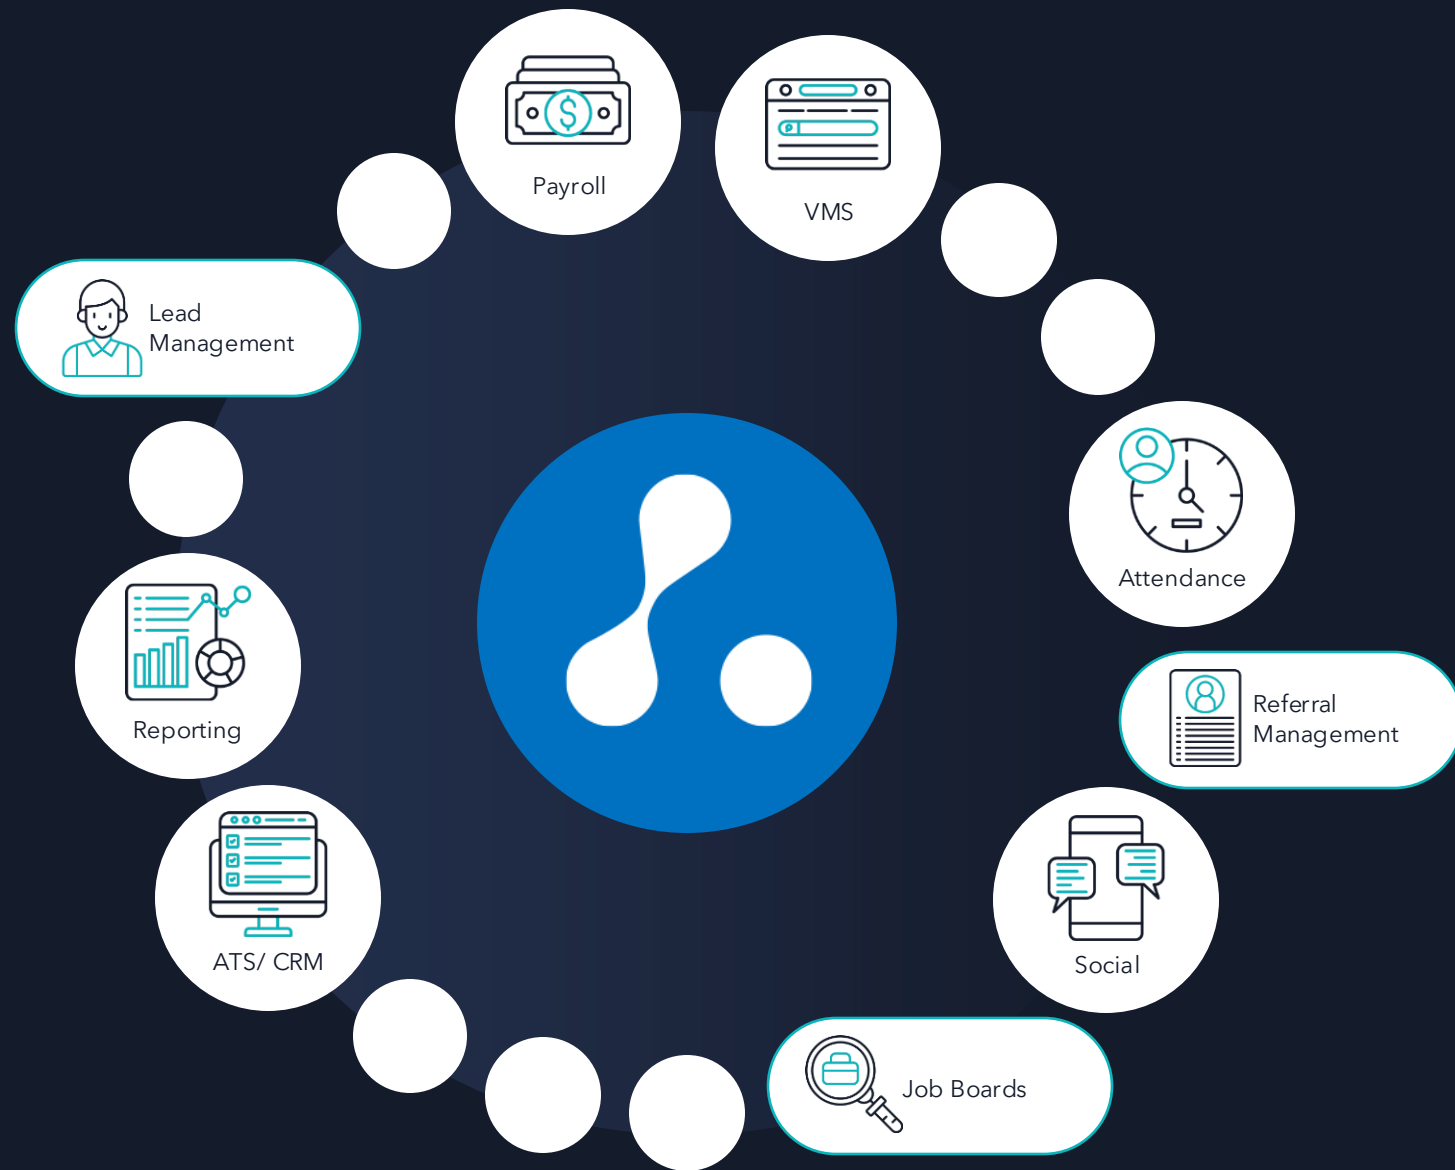 Payroll
VMS
Lead
Management
Attendance
Referral
Management
Reporting
ATS/ CRM
Social
Job Boards